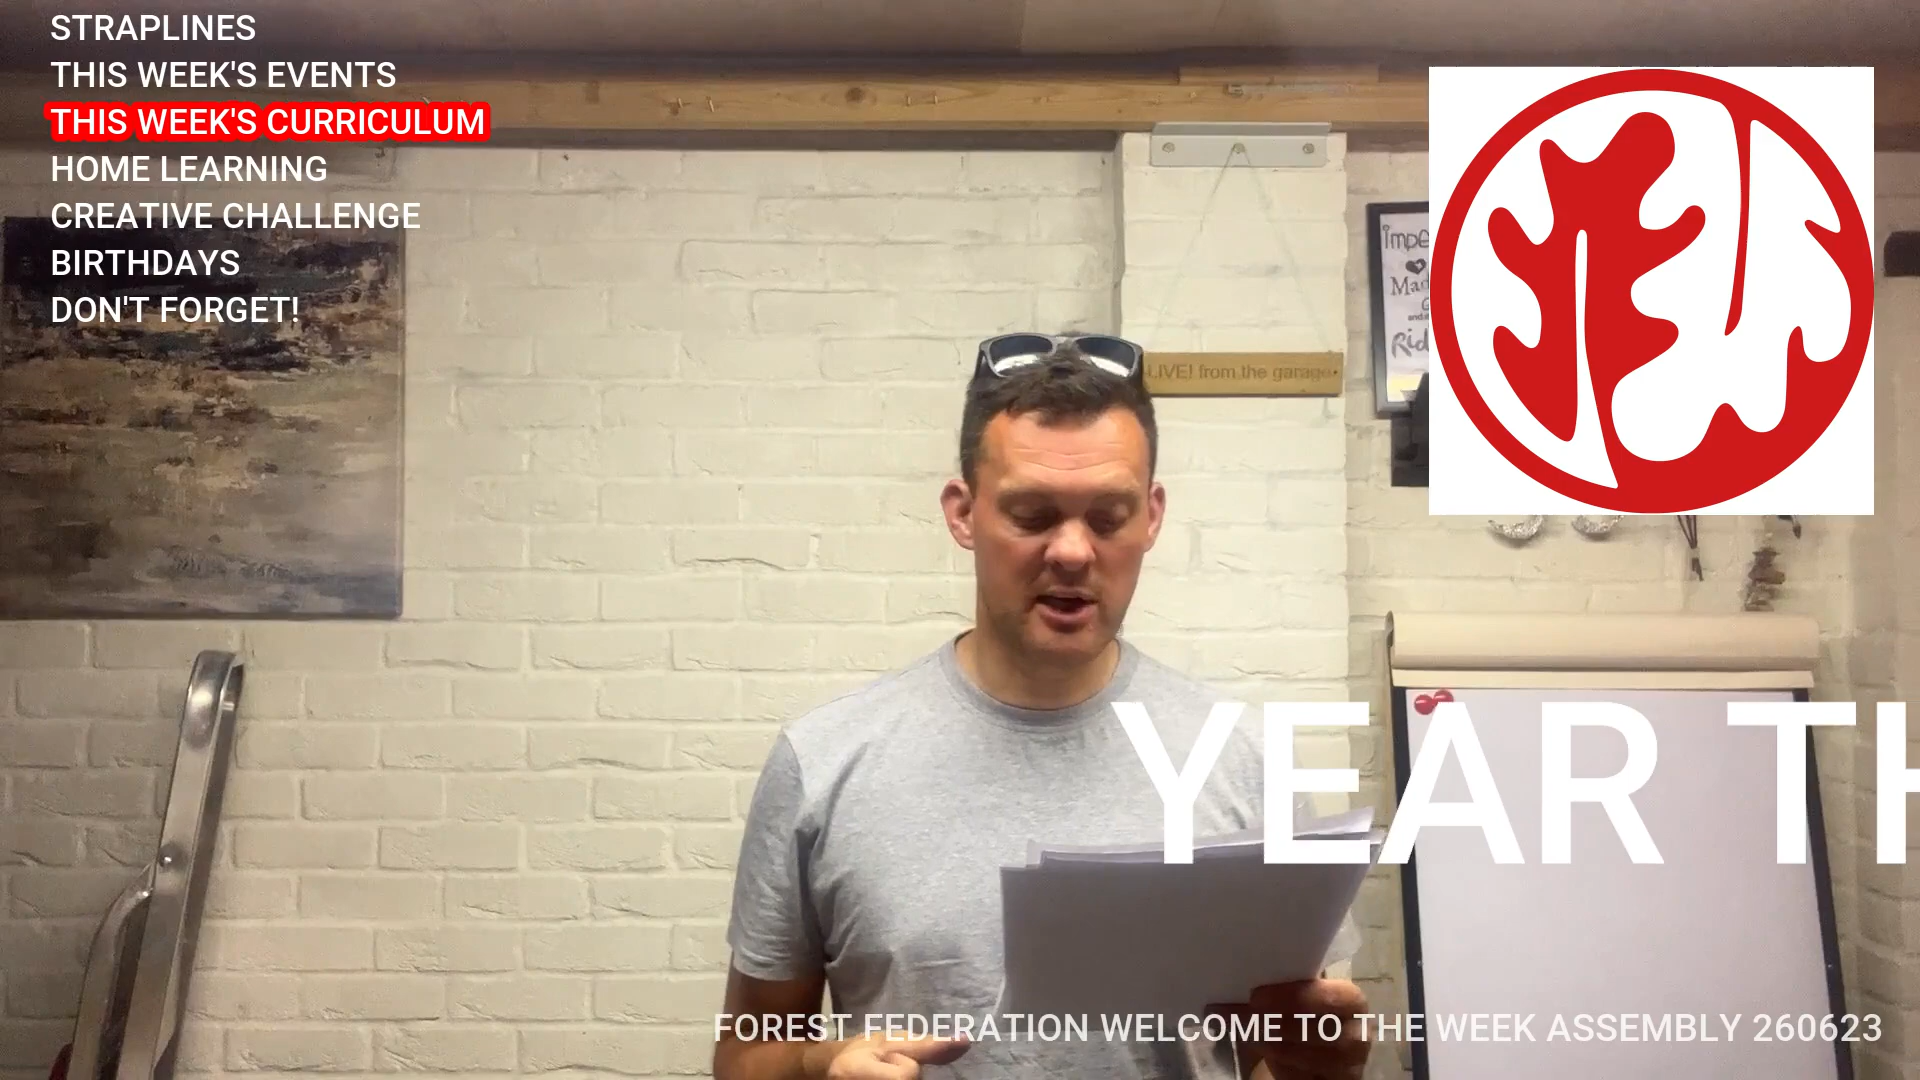 STRAPLINES
THIS WEEK'S EVENTS
THIS WEEK'S CURRICULUM
HOME LEARNING
CREATIVE CHALLENGE
BIRTHDAYS
DON'T FORGET!
LIVE! from the garage
YEAR TH
FOREST FEDERATION WELCOME TO THE WEEK ASSEMBLY 260623